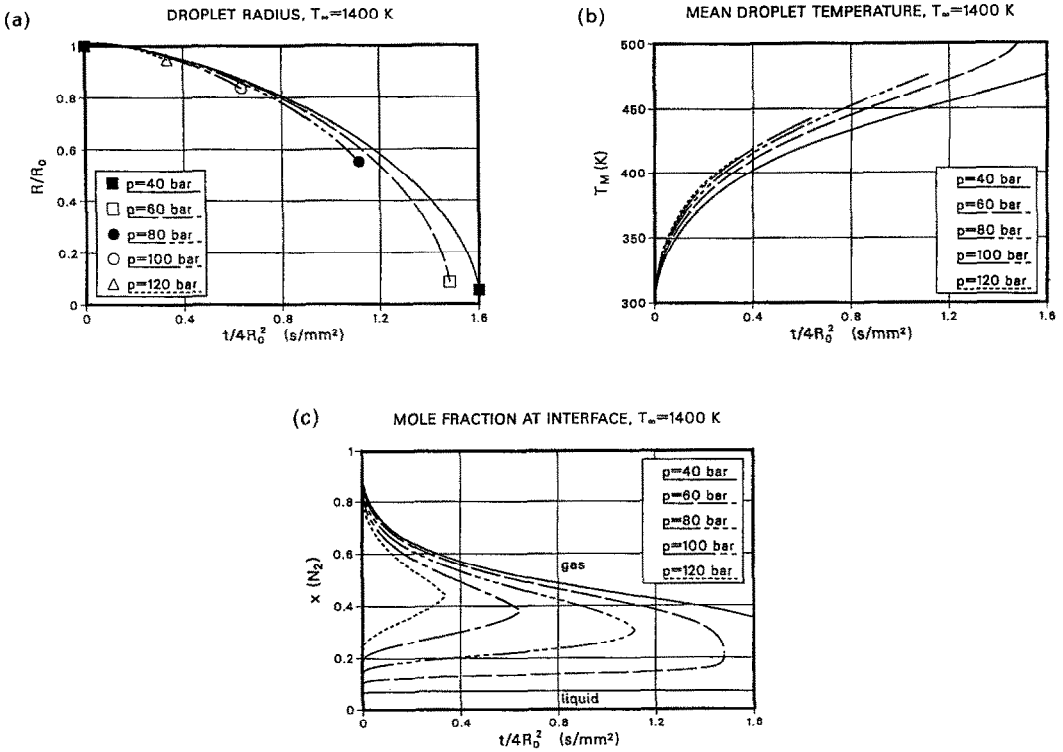 (a)
DROPLET RADIUS, T∞=1400 K
R/R₀
1
0.8
0.6
0.4
0.2
0
p=40 bar
p=60 bar
p=80 bar
p=100 bar
p=120 bar
0
0.4
0.8
1.2
1.6
t/4R₀² (s/mm²)
(b)
MEAN DROPLET TEMPERATURE, T∞=1400 K
T_M (K)
500
450
400
350
300
p=40 bar
p=60 bar
p=80 bar
p=100 bar
p=120 bar
0
0.4
0.8
1.2
1.6
t/4R₀² (s/mm²)
(c)
MOLE FRACTION AT INTERFACE, T∞=1400 K
x (N₂)
1
0.8
0.6
0.4
0.2
0
p=40 bar
p=60 bar
p=80 bar
p=100 bar
p=120 bar
gas
liquid
0
0.4
0.8
1.2
1.6
t/4R₀² (s/mm²)